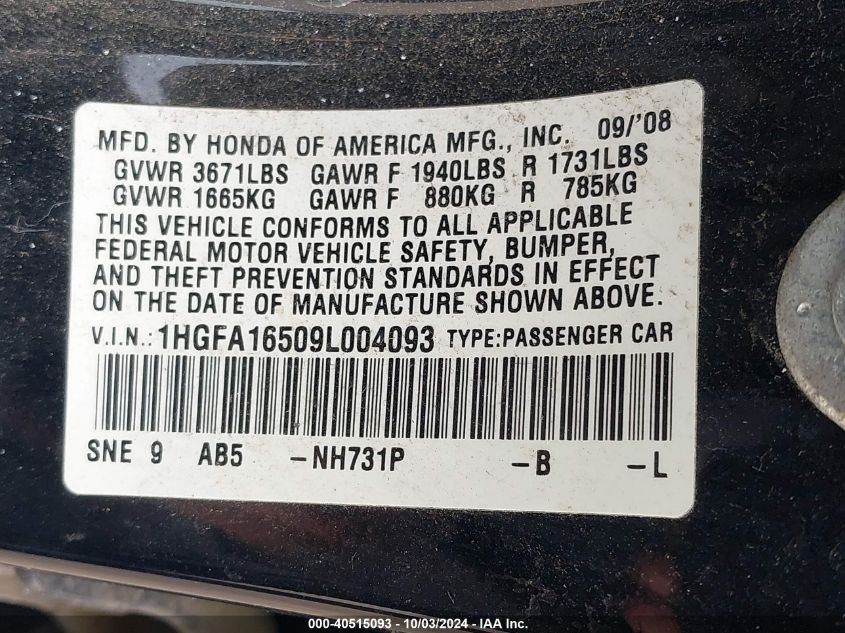 MFD. BY HONDA OF AMERICA MFG., INC. 09/'08
GVWR 3671LBS GAWR F 1940LBS R 1731LBS
GVWR 1665KG GAWR F 880KG R 785KG
THIS VEHICLE CONFORMS TO ALL APPLICABLE
FEDERAL MOTOR VEHICLE SAFETY, BUMPER,
AND THEFT PREVENTION STANDARDS IN EFFECT
ON THE DATE OF MANUFACTURE SHOWN ABOVE.
V.I.N.: 1HGFA16509L004093 TYPE:PASSENGER CAR
SNE 9 AB5 -NH731P -B -L
000-40515093 - 10/03/2024 - IAA Inc.